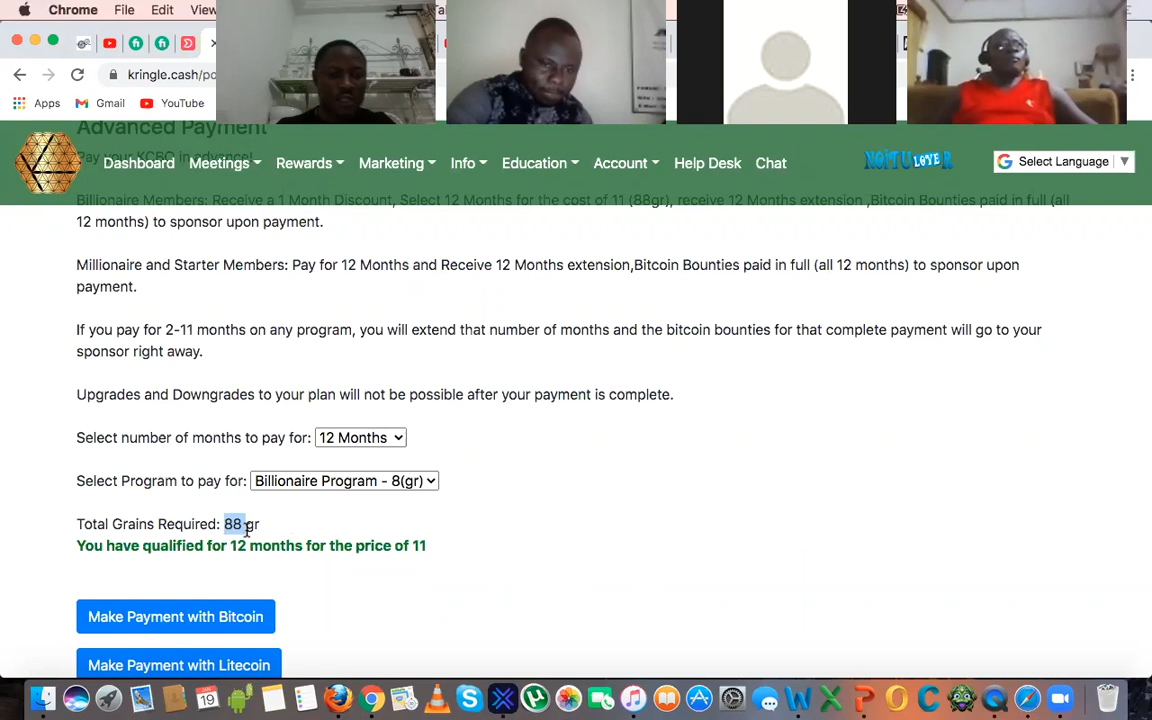 Chrome File Edit View
kringle.cash/po
Apps Gmail YouTube
Advanced Payment
Dashboard Meetings Rewards Marketing Info Education Account Help Desk Chat
Select Language
Billionaire Members: Receive a 1 Month Discount, Select 12 Months for the cost of 11 (88gr), receive 12 Months extension ,Bitcoin Bounties paid in full (all
12 months) to sponsor upon payment.
Millionaire and Starter Members: Pay for 12 Months and Receive 12 Months extension,Bitcoin Bounties paid in full (all 12 months) to sponsor upon
payment.
If you pay for 2-11 months on any program, you will extend that number of months and the bitcoin bounties for that complete payment will go to your
sponsor right away.
Upgrades and Downgrades to your plan will not be possible after your payment is complete.
Select number of months to pay for: 12 Months
Select Program to pay for: Billionaire Program - 8(gr)
Total Grains Required: 88 gr
You have qualified for 12 months for the price of 11
Make Payment with Bitcoin
Make Payment with Litecoin